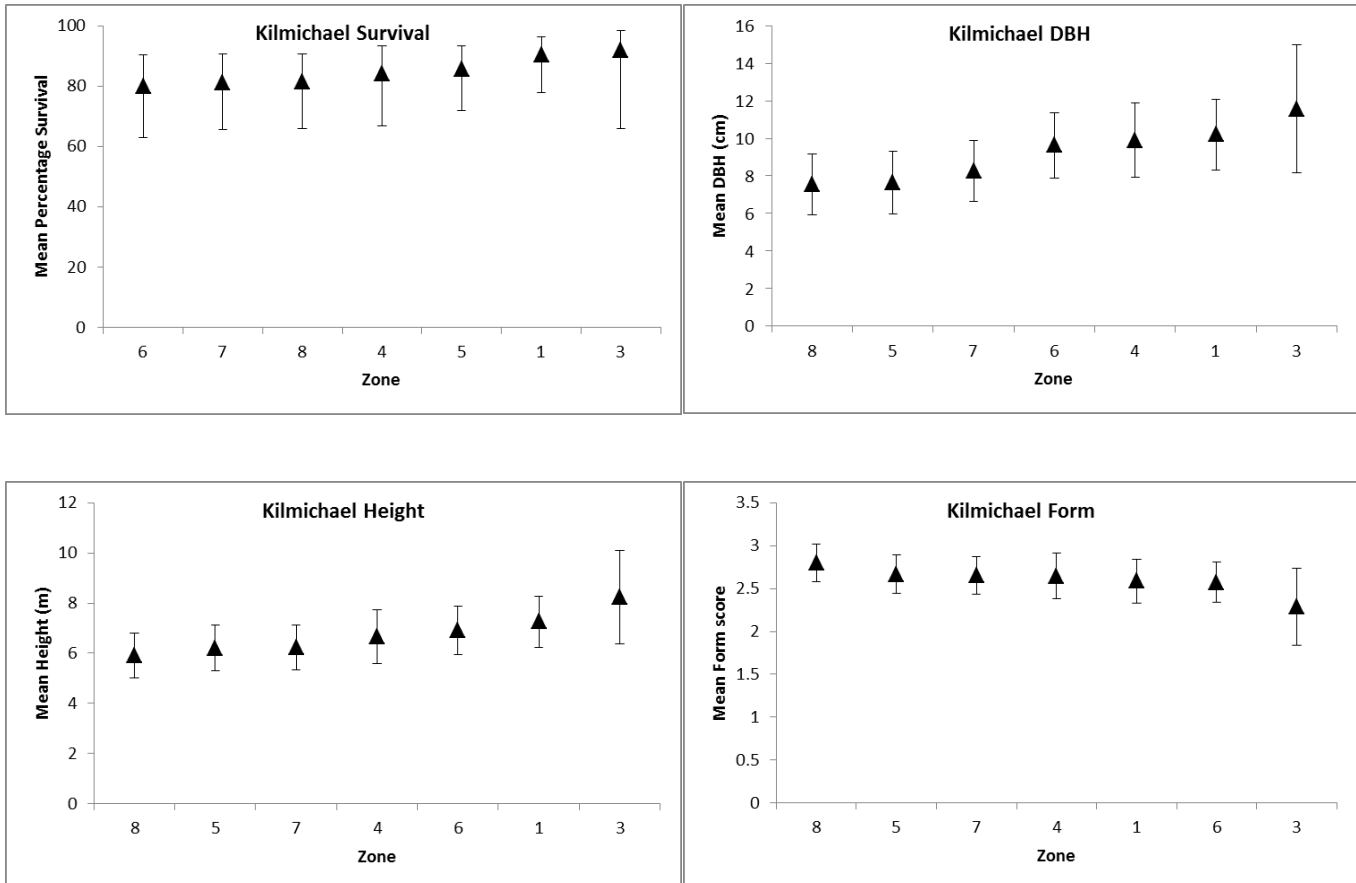 Kilmichael Survival
Mean Percentage Survival
100
80
60
40
20
0
6 7 8 4 5 1 3
Zone
Kilmichael DBH
Mean DBH (cm)
16
14
12
10
8
6
4
2
0
8 5 7 6 4 1 3
Zone
Kilmichael Height
Mean Height (m)
12
10
8
6
4
2
0
8 5 7 4 6 1 3
Zone
Kilmichael Form
Mean Form score
3.5
3
2.5
2
1.5
1
0.5
0
8 5 7 4 1 6 3
Zone